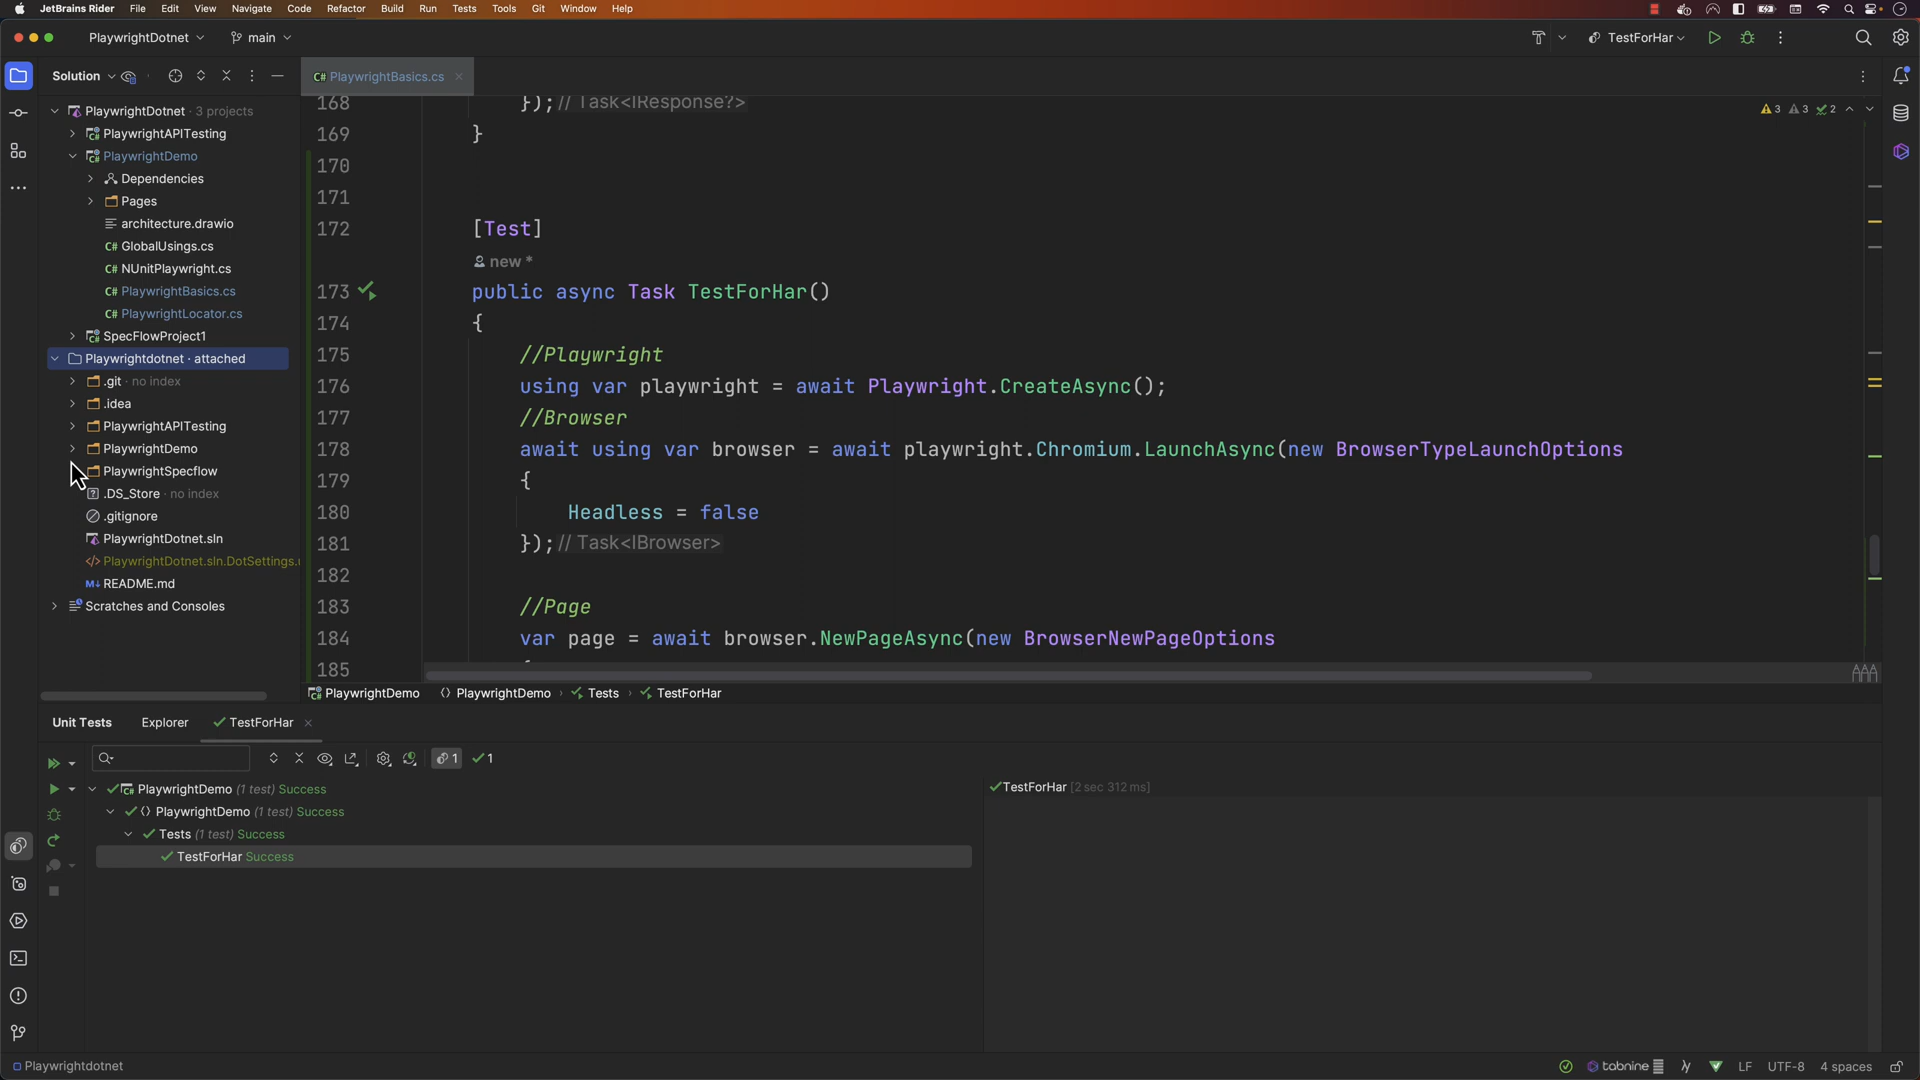 JetBrains Rider File Edit View Navigate Code Refactor Build Run Tests Tools Git Window Help
PlaywrightDotnet main TestForHar
Solution C# PlaywrightBasics.cs
PlaywrightDotnet · 3 projects
PlaywrightAPITesting
PlaywrightDemo
Dependencies
Pages
architecture.drawio
C# GlobalUsings.cs
C# NUnitPlaywright.cs
C# PlaywrightBasics.cs
C# PlaywrightLocator.cs
SpecFlowProject1
Playwrightdotnet · attached
.git · no index
.idea
PlaywrightAPITesting
PlaywrightDemo
PlaywrightSpecflow
.DS_Store · no index
.gitignore
PlaywrightDotnet.sln
PlaywrightDotnet.sln.DotSettings.
M↓ README.md
Scratches and Consoles
3 3 2
168 }); // Task<IResponse?>
169 }
170
171
172 [Test]
new *
173 public async Task TestForHar()
174 {
175 //Playwright
176 using var playwright = await Playwright.CreateAsync();
177 //Browser
178 await using var browser = await playwright.Chromium.LaunchAsync(new BrowserTypeLaunchOptions
179 {
180 Headless = false
181 }); // Task<IBrowser>
182
183 //Page
184 var page = await browser.NewPageAsync(new BrowserNewPageOptions
185
PlaywrightDemo PlaywrightDemo › Tests › TestForHar
Unit Tests Explorer TestForHar
1 1
PlaywrightDemo (1 test) Success
PlaywrightDemo (1 test) Success
Tests (1 test) Success
TestForHar Success
TestForHar [2 sec 312 ms]
Playwrightdotnet tabnine LF UTF-8 4 spaces